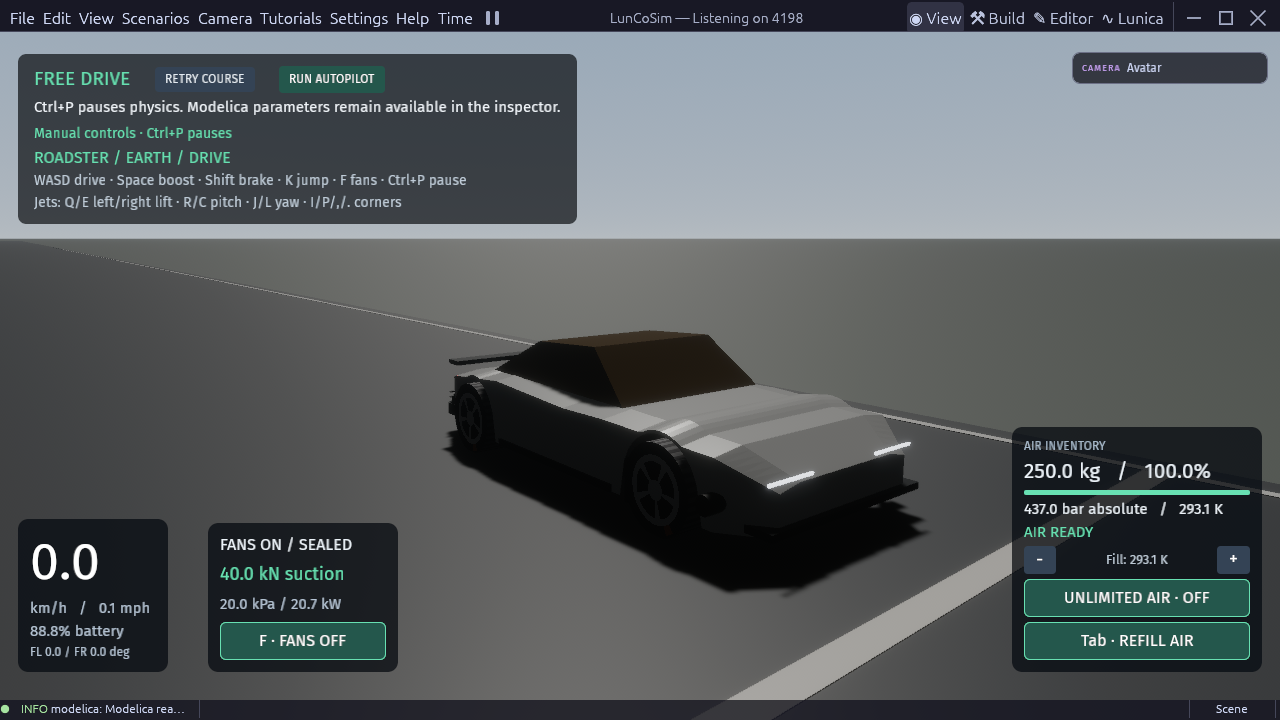 File Edit View Scenarios Camera Tutorials Settings Help Time
LunCoSim — Listening on 4198
View Build Editor Lunica
FREE DRIVE RETRY COURSE RUN AUTOPILOT
Ctrl+P pauses physics. Modelica parameters remain available in the inspector.
Manual controls · Ctrl+P pauses
ROADSTER / EARTH / DRIVE
WASD drive · Space boost · Shift brake · K jump · F fans · Ctrl+P pause
Jets: Q/E left/right lift · R/C pitch · J/L yaw · I/P/,/. corners
CAMERA Avatar
0.0
km/h / 0.1 mph
88.8% battery
FL 0.0 / FR 0.0 deg
FANS ON / SEALED
40.0 kN suction
20.0 kPa / 20.7 kW
F · FANS OFF
AIR INVENTORY
250.0 kg / 100.0%
437.0 bar absolute / 293.1 K
AIR READY
- Fill: 293.1 K +
UNLIMITED AIR · OFF
Tab · REFILL AIR
INFO modelica: Modelica rea...
Scene